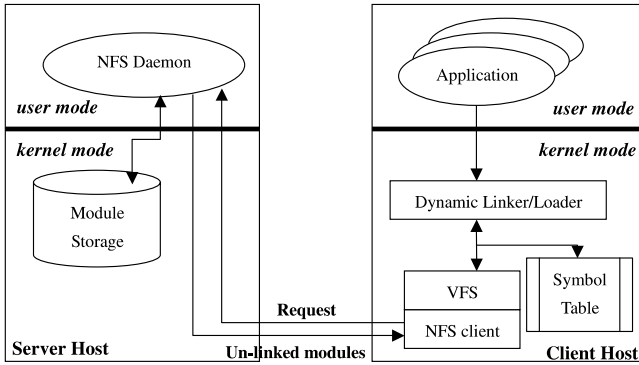 NFS Daemon
user mode
kernel mode
Module
Storage
Server Host
Request
Un-linked modules
Application
user mode
kernel mode
Dynamic Linker/Loader
VFS
NFS client
Symbol
Table
Client Host